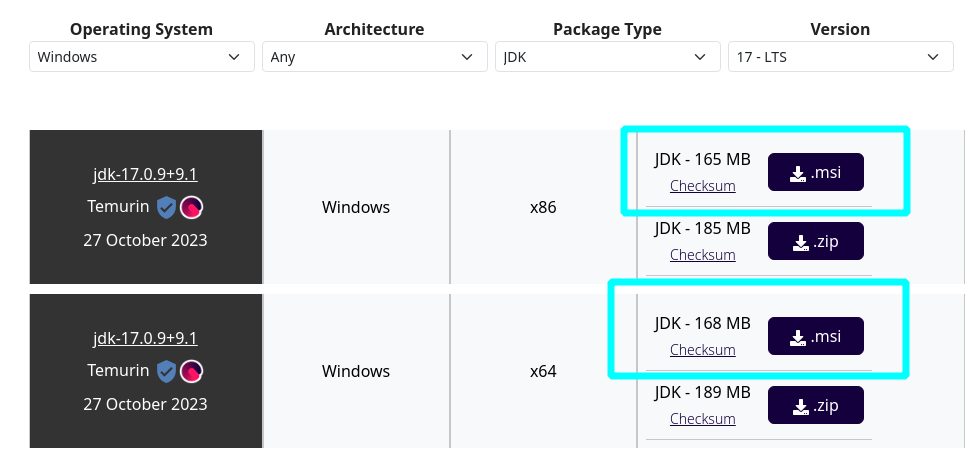 Operating System Architecture Package Type Version
Windows Any JDK 17 - LTS
jdk-17.0.9+9.1
Temurin
27 October 2023
Windows
x86
JDK - 165 MB .msi
Checksum
JDK - 185 MB .zip
Checksum
jdk-17.0.9+9.1
Temurin
27 October 2023
Windows
x64
JDK - 168 MB .msi
Checksum
JDK - 189 MB .zip
Checksum